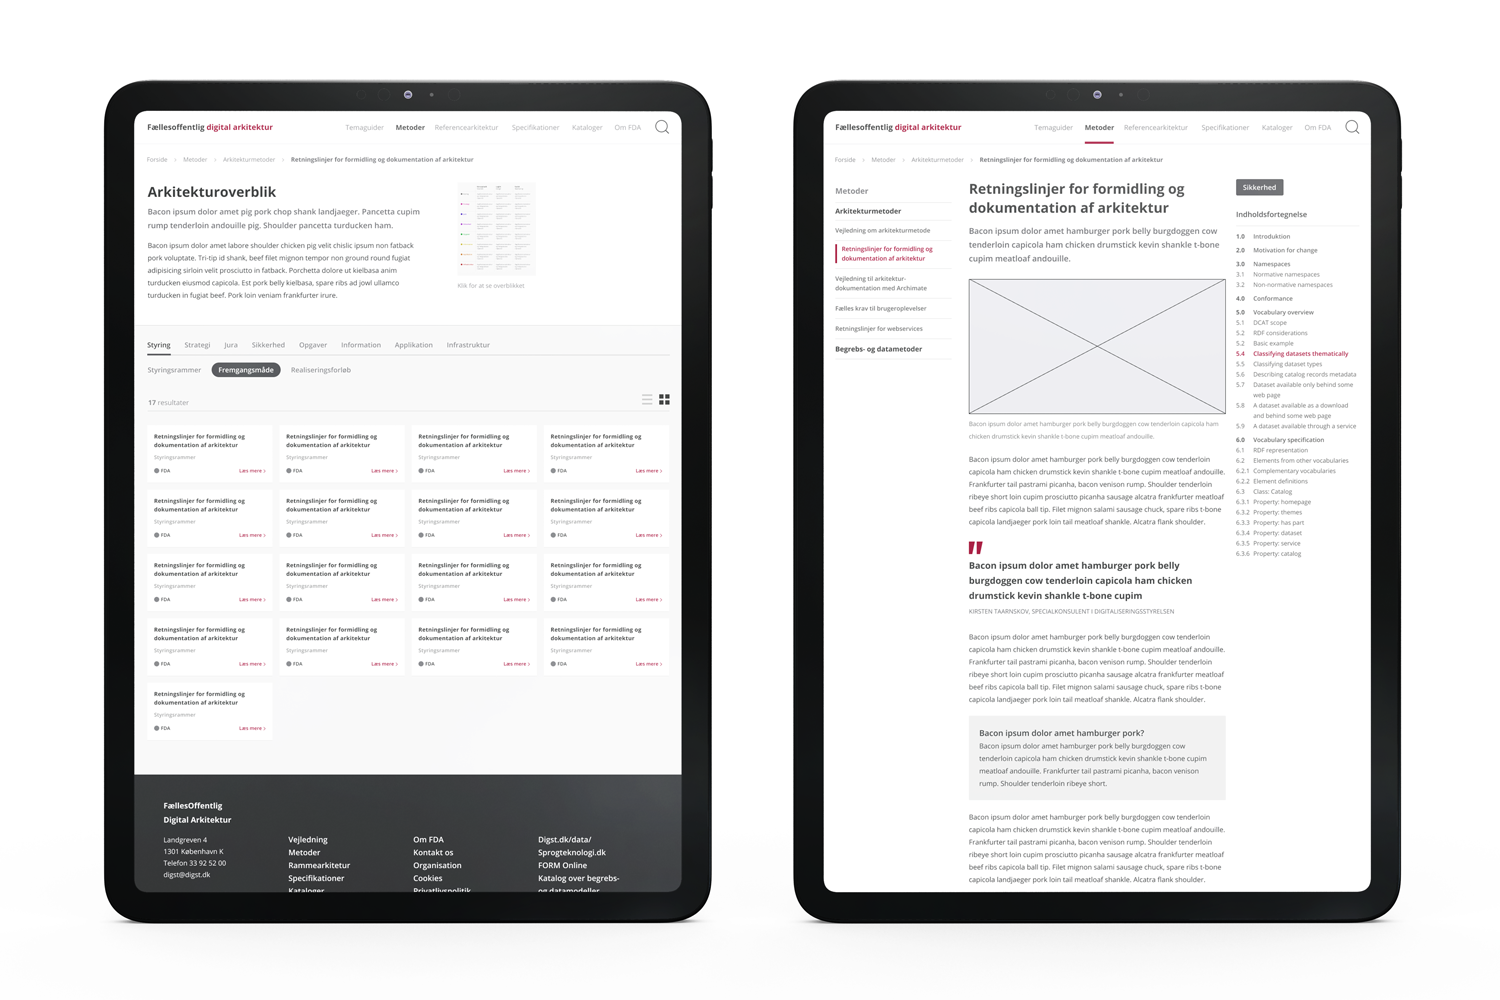 Fællesoffentlig digital arkitektur
Temaguider Metoder Referencearkitektur Specifikationer Kataloger Om FDA
Forside › Metoder › Arkitekturmetoder › Retningslinjer for formidling og dokumentation af arkitektur
Arkitekturoverblik
Bacon ipsum dolor amet pig pork chop shank landjaeger. Pancetta cupim
rump tenderloin andouille pig. Shoulder pancetta turducken ham.
Bacon ipsum dolor amet labore shoulder chicken pig velit chislic ipsum non fatback
pork voluptate. Tri-tip id shank, beef filet mignon tempor non ground round fugiat
adipisicing sirloin velit prosciutto in fatback. Porchetta dolore ut kielbasa anim
turducken eiusmod capicola. Est pork belly kielbasa, spare ribs ad jowl ullamco
turducken in fugiat beef. Pork loin veniam frankfurter irure.
Klik for at se overblikket
Styring Strategi Jura Sikkerhed Opgaver Information Applikation Infrastruktur
Styringsrammer Fremgangsmåde Realiseringsforløb
17 resultater
Retningslinjer for formidling og Retningslinjer for formidling og Retningslinjer for formidling og Retningslinjer for formidling og
dokumentation af arkitektur dokumentation af arkitektur dokumentation af arkitektur dokumentation af arkitektur
Styringsrammer Styringsrammer Styringsrammer Styringsrammer
FDA Læs mere › FDA Læs mere › FDA Læs mere › FDA Læs mere ›
Retningslinjer for formidling og Retningslinjer for formidling og Retningslinjer for formidling og Retningslinjer for formidling og
dokumentation af arkitektur dokumentation af arkitektur dokumentation af arkitektur dokumentation af arkitektur
Styringsrammer Styringsrammer Styringsrammer Styringsrammer
FDA Læs mere › FDA Læs mere › FDA Læs mere › FDA Læs mere ›
Retningslinjer for formidling og Retningslinjer for formidling og Retningslinjer for formidling og Retningslinjer for formidling og
dokumentation af arkitektur dokumentation af arkitektur dokumentation af arkitektur dokumentation af arkitektur
Styringsrammer Styringsrammer Styringsrammer Styringsrammer
FDA Læs mere › FDA Læs mere › FDA Læs mere › FDA Læs mere ›
Retningslinjer for formidling og Retningslinjer for formidling og Retningslinjer for formidling og Retningslinjer for formidling og
dokumentation af arkitektur dokumentation af arkitektur dokumentation af arkitektur dokumentation af arkitektur
Styringsrammer Styringsrammer Styringsrammer Styringsrammer
FDA Læs mere › FDA Læs mere › FDA Læs mere › FDA Læs mere ›
Retningslinjer for formidling og
dokumentation af arkitektur
Styringsrammer
FDA Læs mere ›
FællesOffentlig
Digital Arkitektur
Landgreven 4
1301 København K
Telefon 33 92 52 00
digst@digst.dk
Vejledning
Metoder
Rammearkitetur
Specifikationer
Kataloger
Om FDA
Kontakt os
Organisation
Cookies
Privatlivspolitik
Digst.dk/data/
Sprogteknologi.dk
FORM Online
Katalog over begrebs-
og datamodeller
Fællesoffentlig digital arkitektur
Temaguider Metoder Referencearkitektur Specifikationer Kataloger Om FDA
Forside › Metoder › Arkitekturmetoder › Retningslinjer for formidling og dokumentation af arkitektur
Metoder
Arkitekturmetoder
Vejledning om arkitekturmetode
Retningslinjer for formidling og
dokumentation af arkitektur
Vejledning til arkitektur-
dokumentation med Archimate
Fælles krav til brugeroplevelser
Retningslinjer for webservices
Begrebs- og datametoder
Retningslinjer for formidling og
dokumentation af arkitektur
Bacon ipsum dolor amet hamburger pork belly burgdoggen cow
tenderloin capicola ham chicken drumstick kevin shankle t-bone
cupim meatloaf andouille.
Bacon ipsum dolor amet hamburger pork belly burgdoggen cow tenderloin capicola ham
chicken drumstick kevin shankle t-bone cupim meatloaf andouille.
Bacon ipsum dolor amet hamburger pork belly burgdoggen cow tenderloin
capicola ham chicken drumstick kevin shankle t-bone cupim meatloaf andouille.
Frankfurter tail pastrami picanha, bacon venison rump. Shoulder tenderloin
ribeye short loin cupim prosciutto picanha sausage alcatra frankfurter meatloaf
beef ribs capicola ball tip. Filet mignon salami sausage chuck, spare ribs t-bone
capicola landjaeger pork loin tail meatloaf shankle. Alcatra flank shoulder.
"
Bacon ipsum dolor amet hamburger pork belly
burgdoggen cow tenderloin capicola ham chicken
drumstick kevin shankle t-bone cupim
KIRSTEN TAARNSKOV, SPECIALKONSULENT I DIGITALISERINGSSTYRELSEN
Bacon ipsum dolor amet hamburger pork belly burgdoggen cow tenderloin
capicola ham chicken drumstick kevin shankle t-bone cupim meatloaf andouille.
Frankfurter tail pastrami picanha, bacon venison rump. Shoulder tenderloin
ribeye short loin cupim prosciutto picanha sausage alcatra frankfurter meatloaf
beef ribs capicola ball tip. Filet mignon salami sausage chuck, spare ribs t-bone
capicola landjaeger pork loin tail meatloaf shankle. Alcatra flank shoulder.
Bacon ipsum dolor amet hamburger pork?
Bacon ipsum dolor amet hamburger pork belly burgdoggen cow
tenderloin capicola ham chicken drumstick kevin shankle t-bone cupim
meatloaf andouille. Frankfurter tail pastrami picanha, bacon venison
rump. Shoulder tenderloin ribeye short.
Bacon ipsum dolor amet hamburger pork belly burgdoggen cow tenderloin
capicola ham chicken drumstick kevin shankle t-bone cupim meatloaf andouille.
Frankfurter tail pastrami picanha, bacon venison rump. Shoulder tenderloin
ribeye short loin cupim prosciutto picanha sausage alcatra frankfurter meatloaf
beef ribs capicola ball tip. Filet mignon salami sausage chuck, spare ribs t-bone
capicola landjaeger pork loin tail meatloaf shankle. Alcatra flank shoulder.
Sikkerhed
Indholdsfortegnelse
1.0 Introduktion
2.0 Motivation for change
3.0 Namespaces
3.1 Normative namespaces
3.2 Non-normative namespaces
4.0 Conformance
5.0 Vocabulary overview
5.1 DCAT scope
5.2 RDF considerations
5.2 Basic example
5.4 Classifying datasets thematically
5.5 Classifying dataset types
5.6 Describing catalog records metadata
5.7 Dataset available only behind some
web page
5.8 A dataset available as a download
and behind some web page
5.9 A dataset available through a service
6.0 Vocabulary specification
6.1 RDF representation
6.2 Elements from other vocabularies
6.2.1 Complementary vocabularies
6.2.2 Element definitions
6.3 Class: Catalog
6.3.1 Property: homepage
6.3.2 Property: themes
6.3.3 Property: has part
6.3.4 Property: dataset
6.3.5 Property: service
6.3.6 Property: catalog